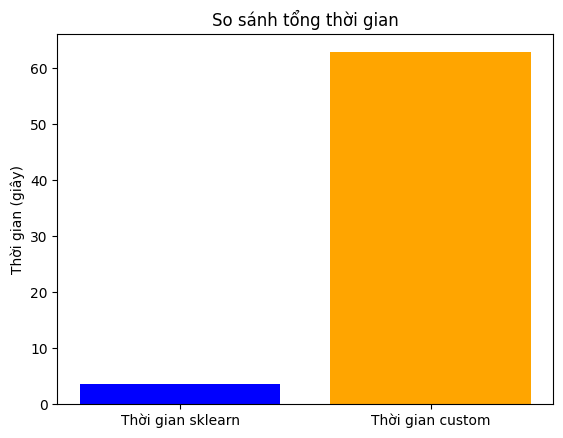 So sánh tổng thời gian
Thời gian (giây)
60
50
40
30
20
10
0
Thời gian sklearn
Thời gian custom